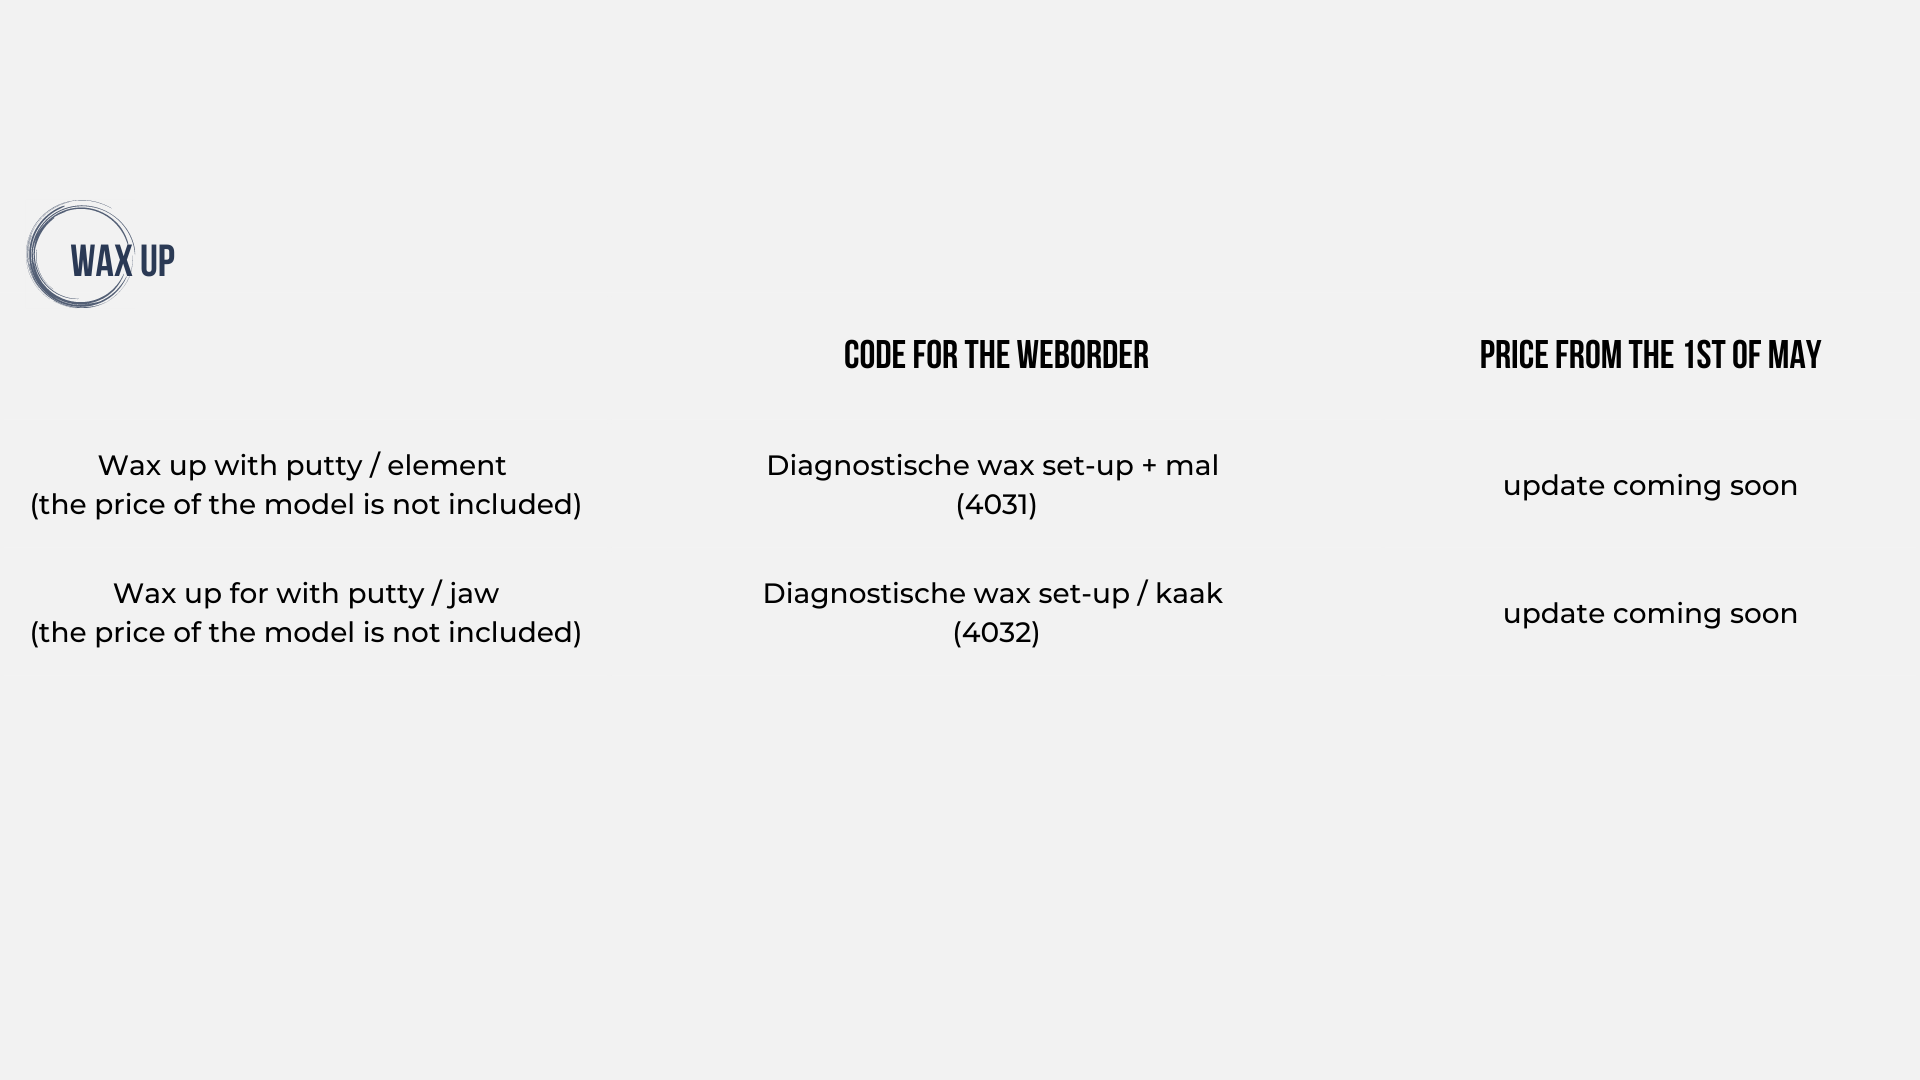 WAX UP
CODE FOR THE WEBORDER
PRICE FROM THE 1ST OF MAY
Wax up with putty / element
(the price of the model is not included)
Diagnostische wax set-up + mal
(4031)
update coming soon
Wax up for with putty / jaw
(the price of the model is not included)
Diagnostische wax set-up / kaak
(4032)
update coming soon